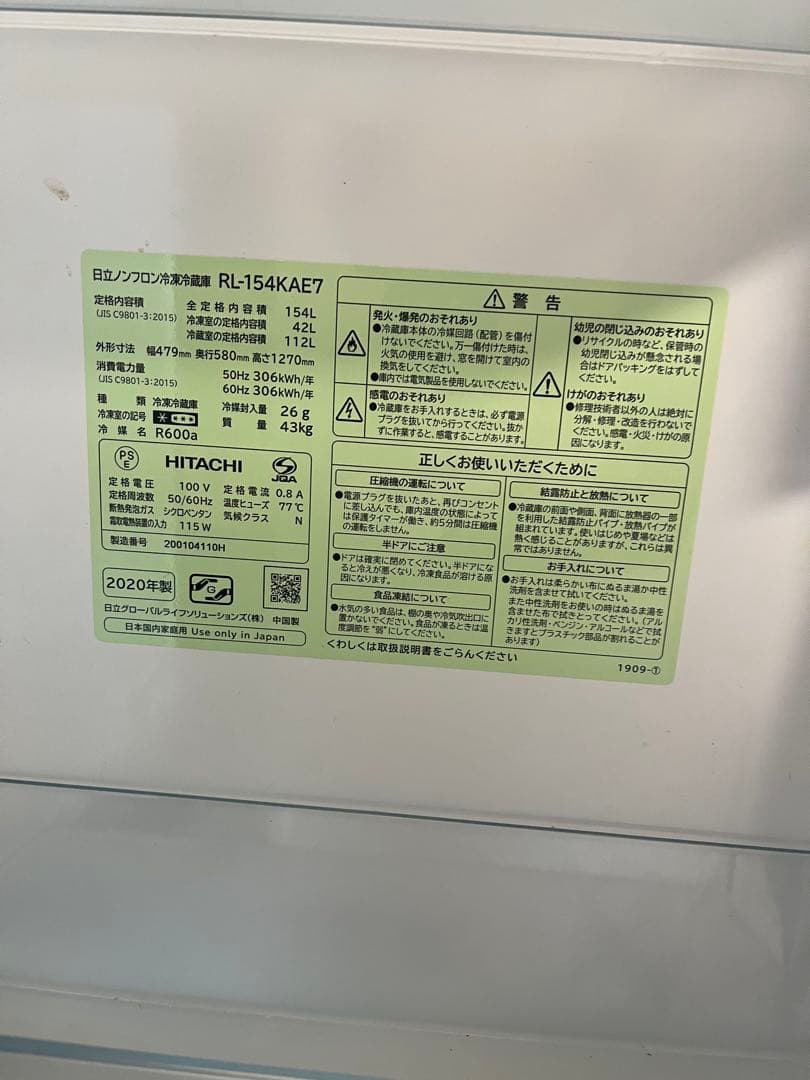 日立ノンフロン冷凍冷蔵庫 RL-154KAE7
定格内容積 全定格内容積 154L
(JIS C9801-3:2015) 冷凍室の定格内容積 42L
冷蔵室の定格内容積 112L
外形寸法 幅479mm 奥行580mm 高さ1270mm
消費電力量 50Hz 306kWh/年
(JIS C9801-3:2015) 60Hz 306kWh/年
種類 冷凍冷蔵庫 冷媒封入量 26g
冷凍室の記号 質量 43kg
冷媒名 R600a
PS
E
HITACHI
JQA
定格電圧 100V 定格電流 0.8A
定格周波数 50/60Hz 温度ヒューズ 77℃
断熱発泡ガス シクロペンタン 気候クラス N
霜取電熱装置の入力 115W
製造番号 200104110H
2020年製
G
日立グローバルライフソリューションズ(株) 中国製
日本国内家庭用 Use only in Japan
警告
発火・爆発のおそれあり
●冷蔵庫本体の冷媒回路(配管)を傷付
けないでください。万一傷付けた時は、
火気の使用を避け、窓を開けて室内の
換気をしてください。
●庫内では電気製品を使用しないでください。
感電のおそれあり
●冷蔵庫をお手入れするときは、必ず電源
プラグを抜いてから行ってください。抜か
ずに作業すると、感電することがあります。
幼児の閉じ込みのおそれあり
●リサイクルの時など、保管時の
幼児閉じ込みが懸念される場
合はドアパッキングをはずして
ください。
けがのおそれあり
●修理技術者以外の人は絶対に
分解・修理・改造を行わないで
ください。感電・火災・けがの原
因になります。
正しくお使いいただくために
圧縮機の運転について
●電源プラグを抜いたあと、再びコンセント
に差し込んでも、庫内温度の状態によって
は保護タイマーが働き、約5分間は圧縮機
の運転をしません。
半ドアにご注意
●ドアは確実に閉めてください。半ドアにな
ると冷えが悪くなり、冷凍食品が溶ける原
因になります。
食品凍結について
●水気の多い食品は、棚の奥や冷気吹出口に
置かないでください。食品が凍るときは温
度調節を"弱"にしてください。
結露防止と放熱について
●冷蔵庫の前面や側面、背面に放熱器の一部
を利用した結露防止パイプ・放熱パイプが
組まれています。使いはじめや夏場などは
熱く感じることがありますが、これらは異
常ではありません。
お手入れについて
●お手入れは柔らかい布にぬるま湯か中性
洗剤を含ませて拭いてください。
また中性洗剤をお使いの時はぬるま湯を
含ませた布で拭きとってください。(アル
カリ性洗剤・ベンジン・アルコールなどで拭
きますとプラスチック部品が割れることが
あります)
くわしくは取扱説明書をごらんください
1909-①